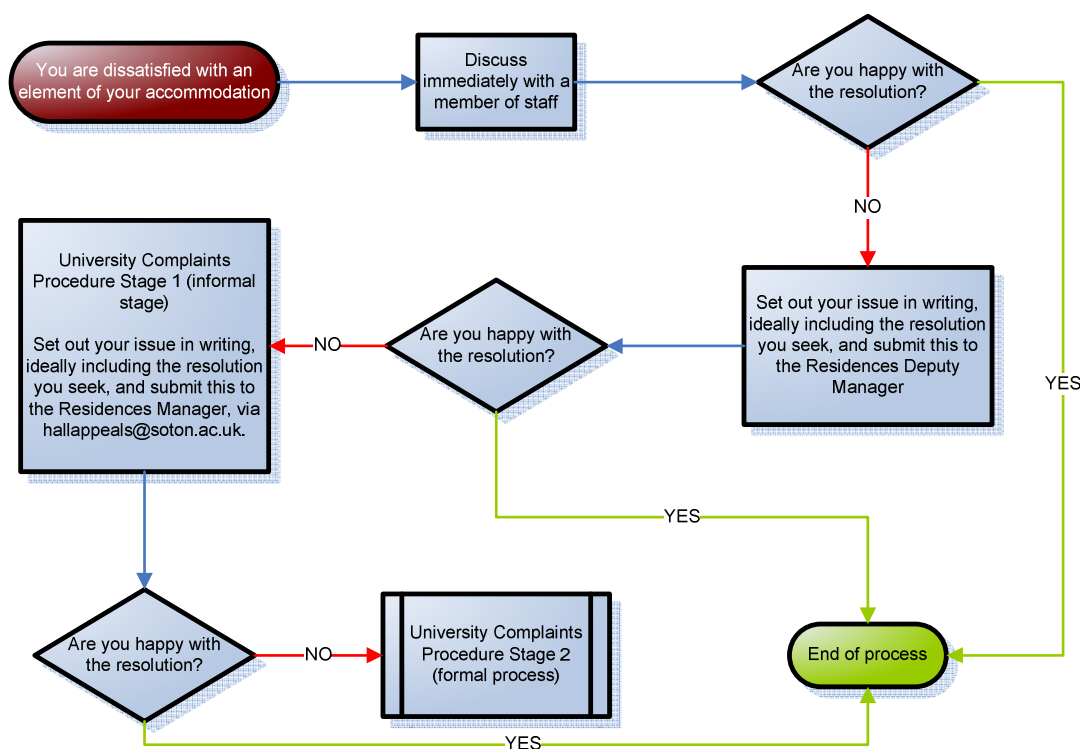 You are dissatisfied with an
element of your accommodation
Discuss
immediately with a
member of staff
Are you happy with
the resolution?
NO
YES
Set out your issue in writing,
ideally including the resolution
you seek, and submit this to
the Residences Deputy
Manager
Are you happy with
the resolution?
NO
YES
University Complaints
Procedure Stage 1 (informal
stage)
Set out your issue in writing,
ideally including the resolution
you seek, and submit this to
the Residences Manager, via
hallappeals@soton.ac.uk.
Are you happy with
the resolution?
NO
University Complaints
Procedure Stage 2
(formal process)
YES
End of process